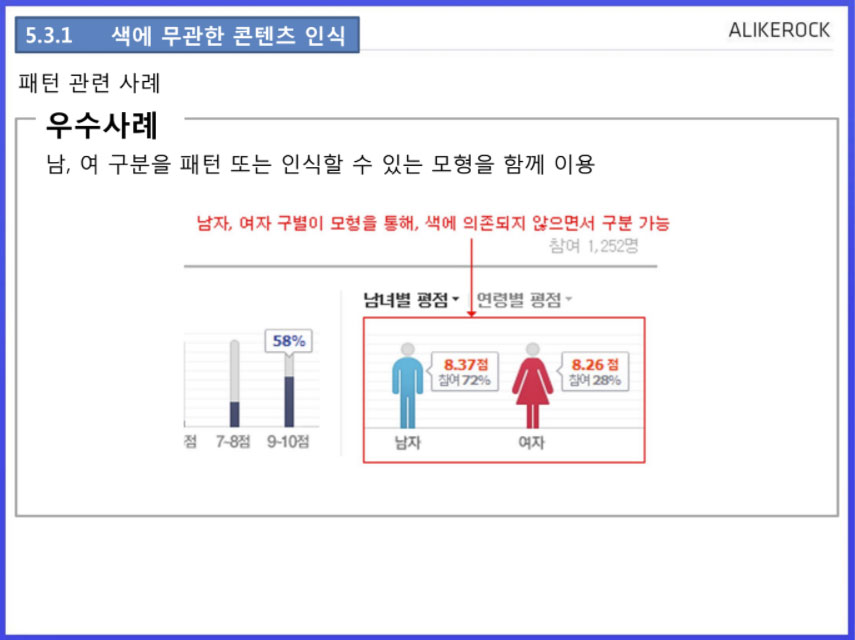 5.3.1 색에 무관한 콘텐츠 인식
ALIKEROCK
패턴 관련 사례
우수사례
남, 여 구분을 패턴 또는 인식할 수 있는 모형을 함께 이용
남자, 여자 구별이 모형을 통해, 색에 의존되지 않으면서 구분 가능
참여 1,252명
남녀별 평점 연령별 평점
58%
점 7~8점 9~10점
8.37점
참여 72%
8.26 점
참여 28%
남자 여자